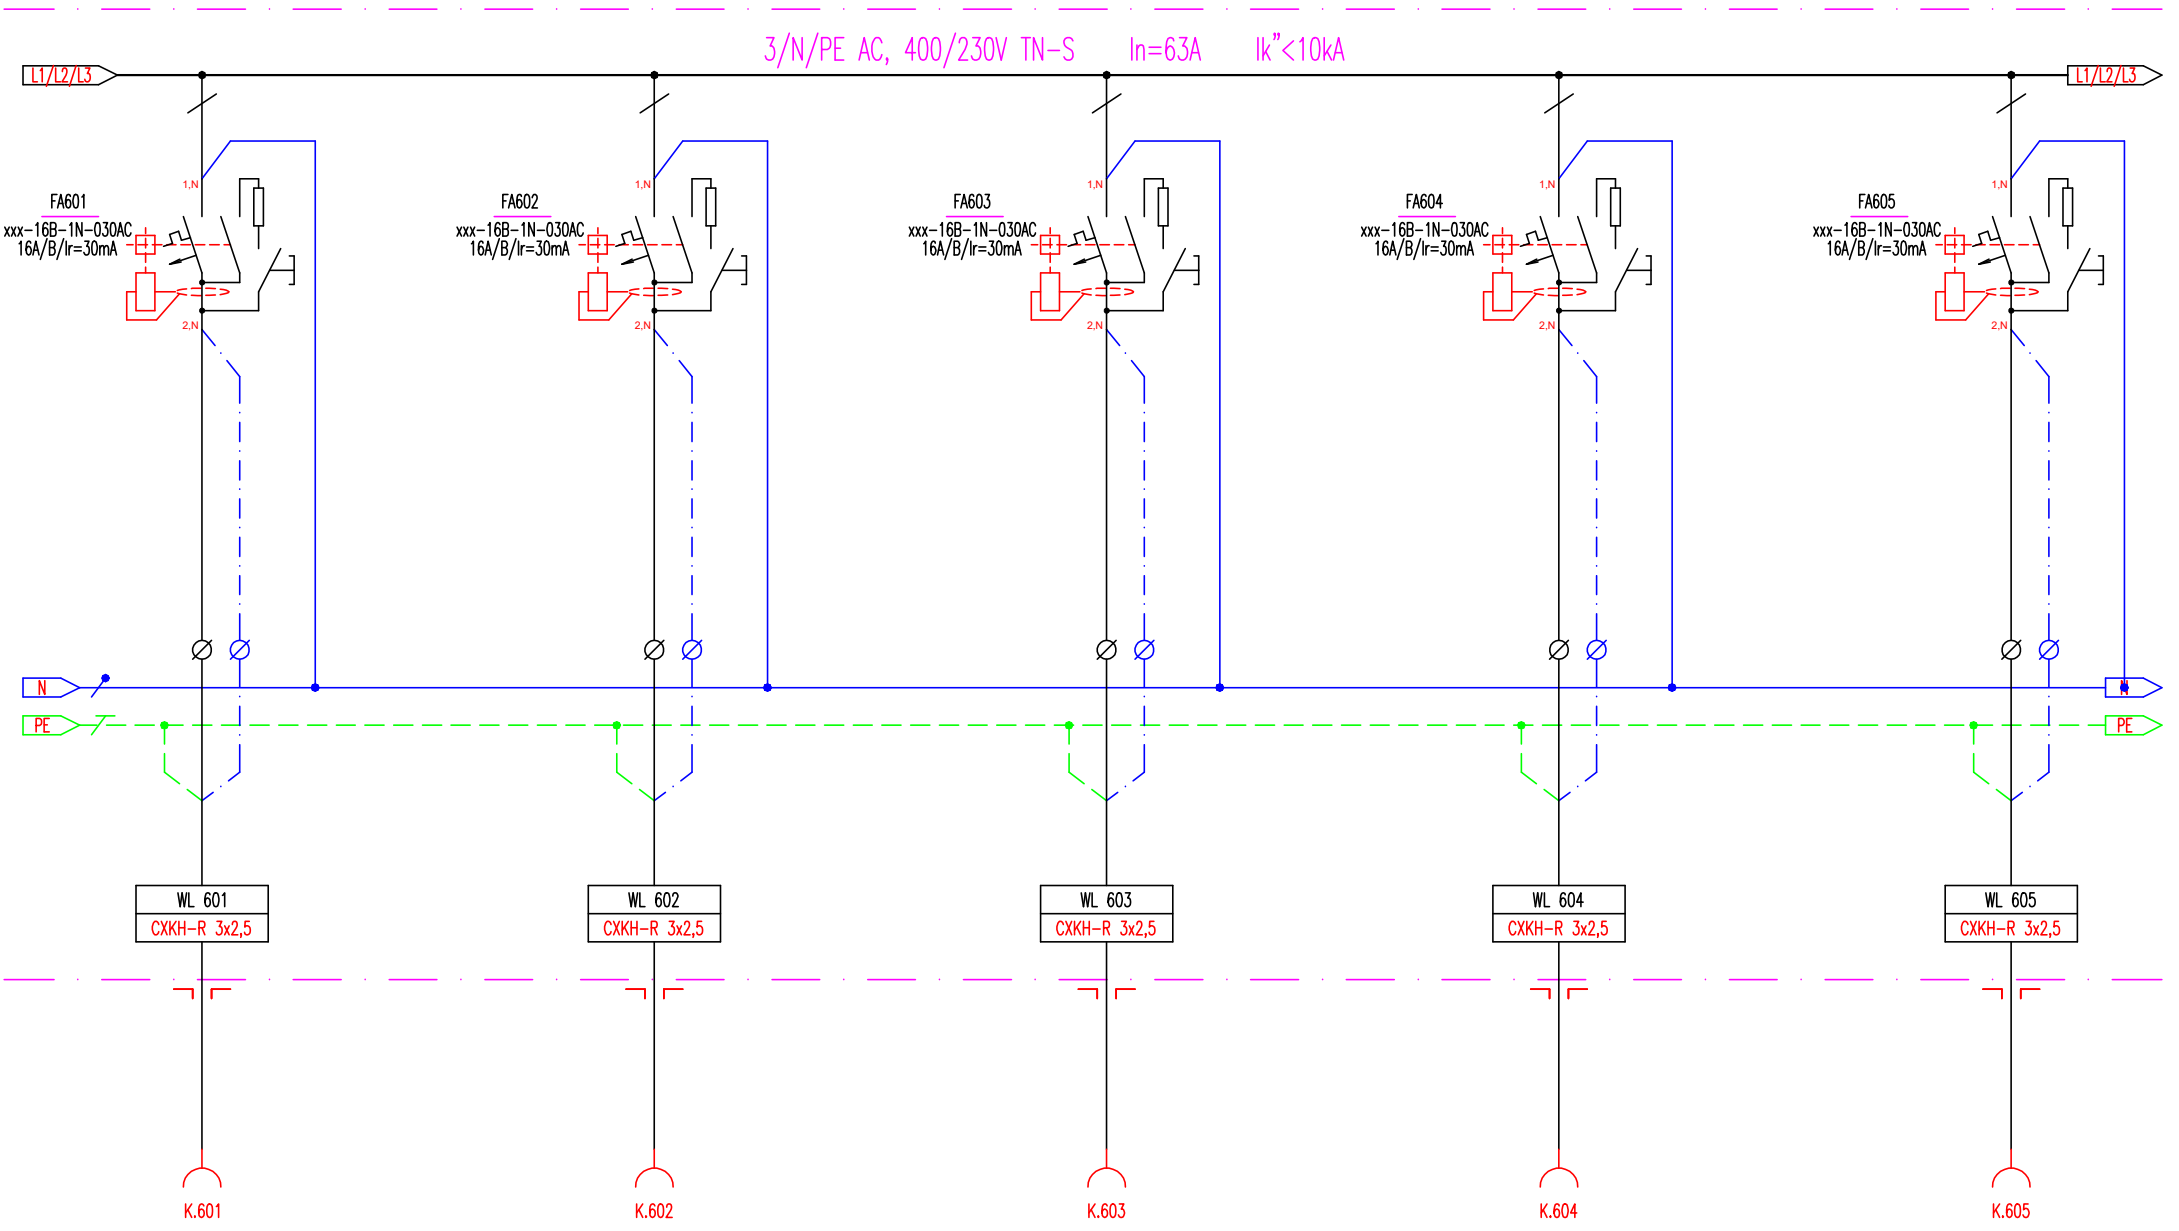 3/N/PE AC, 400/230V TN-S In=63A Ik"<10kA
L1/L2/L3
L1/L2/L3
1,N
1,N
1,N
1,N
1,N
FA601
xxx-16B-1N-030AC
16A/B/Ir=30mA
FA602
xxx-16B-1N-030AC
16A/B/Ir=30mA
FA603
xxx-16B-1N-030AC
16A/B/Ir=30mA
FA604
xxx-16B-1N-030AC
16A/B/Ir=30mA
FA605
xxx-16B-1N-030AC
16A/B/Ir=30mA
2,N
2,N
2,N
2,N
2,N
N
N
PE
PE
WL 601
CXKH-R 3x2,5
WL 602
CXKH-R 3x2,5
WL 603
CXKH-R 3x2,5
WL 604
CXKH-R 3x2,5
WL 605
CXKH-R 3x2,5
K.601
K.602
K.603
K.604
K.605